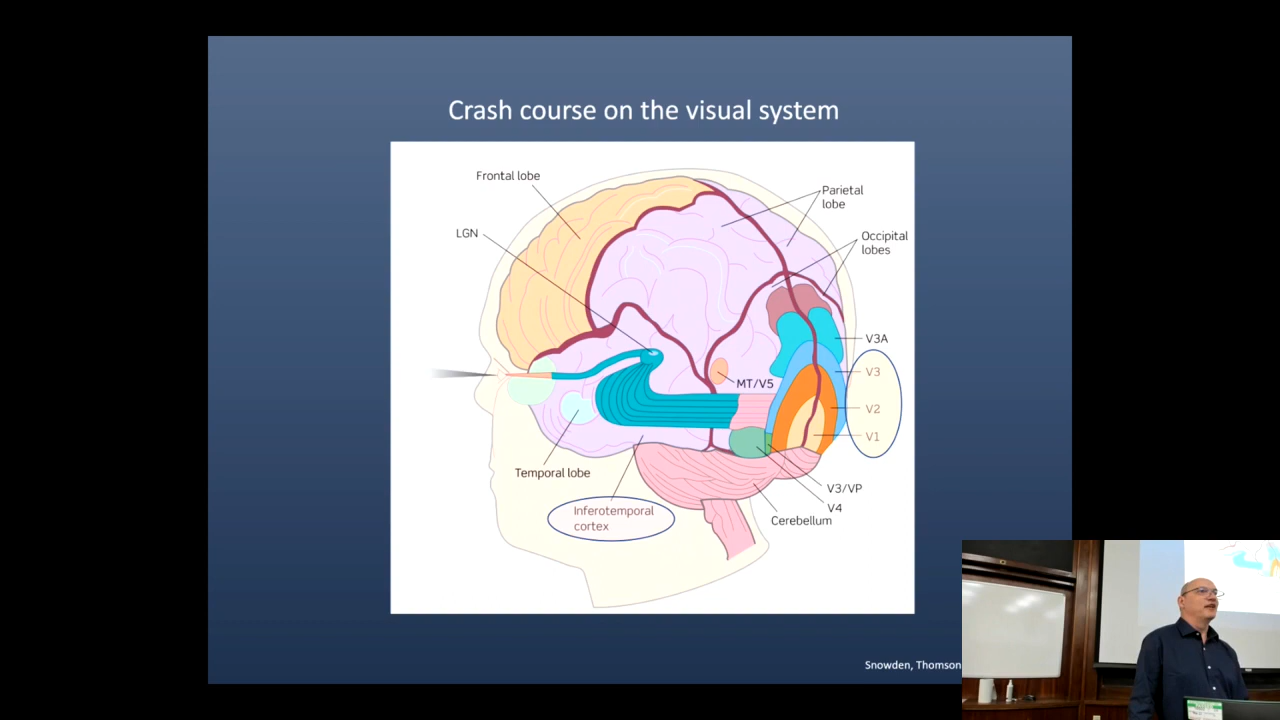 Crash course on the visual system
Frontal lobe
Parietal
lobe
LGN
Occipital
lobes
V3A
V3
MT/V5
V2
V1
Temporal lobe
V3/VP
Inferotemporal
cortex
V4
Cerebellum
Snowden, Thomson